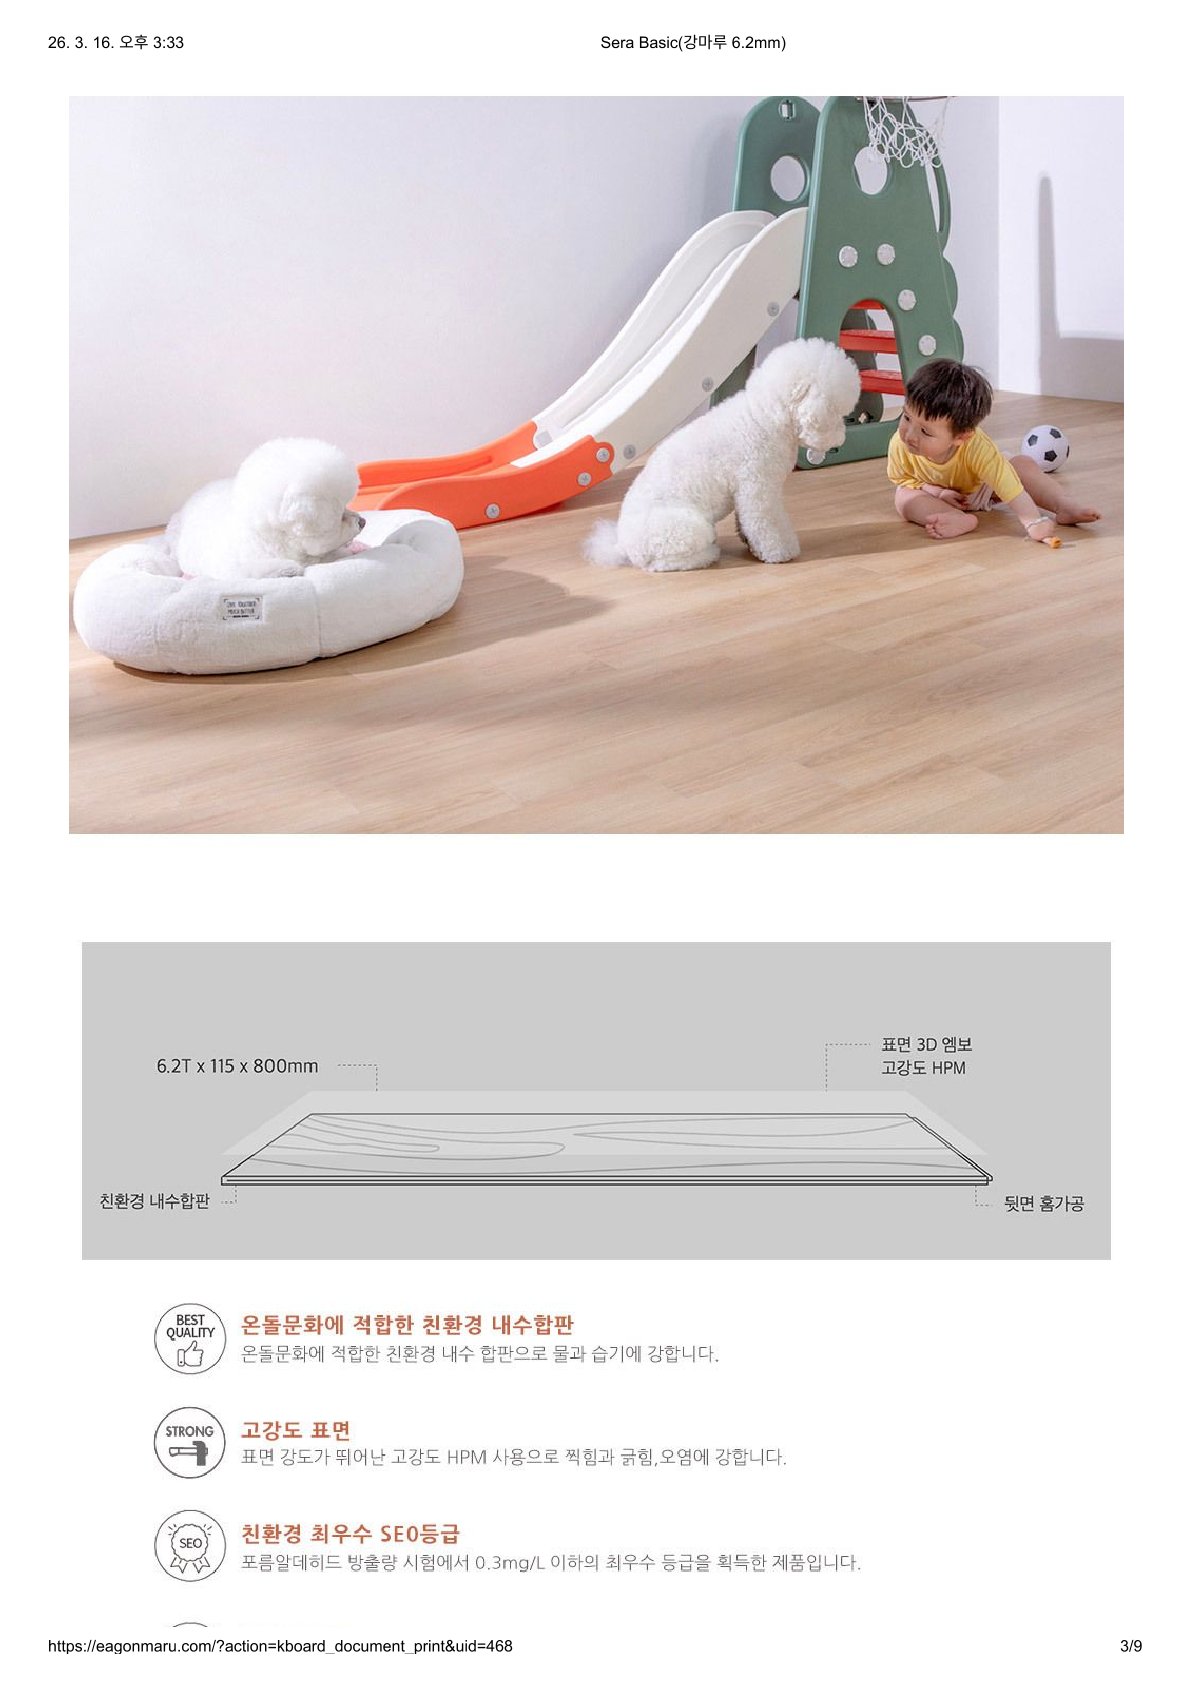 26. 3. 16. 오후 3:33
Sera Basic(강마루 6.2mm)
6.2T x 115 x 800mm
표면 3D 엠보
고강도 HPM
친환경 내수합판
뒷면 홈가공
BEST
QUALITY
온돌문화에 적합한 친환경 내수합판
온돌문화에 적합한 친환경 내수 합판으로 물과 습기에 강합니다.
STRONG
고강도 표면
표면 강도가 뛰어난 고강도 HPM 사용으로 찍힘과 긁힘,오염에 강합니다.
SE0
친환경 최우수 SE0등급
포름알데히드 방출량 시험에서 0.3mg/L 이하의 최우수 등급을 획득한 제품입니다.
https://eagonmaru.com/?action=kboard_document_print&uid=468
3/9